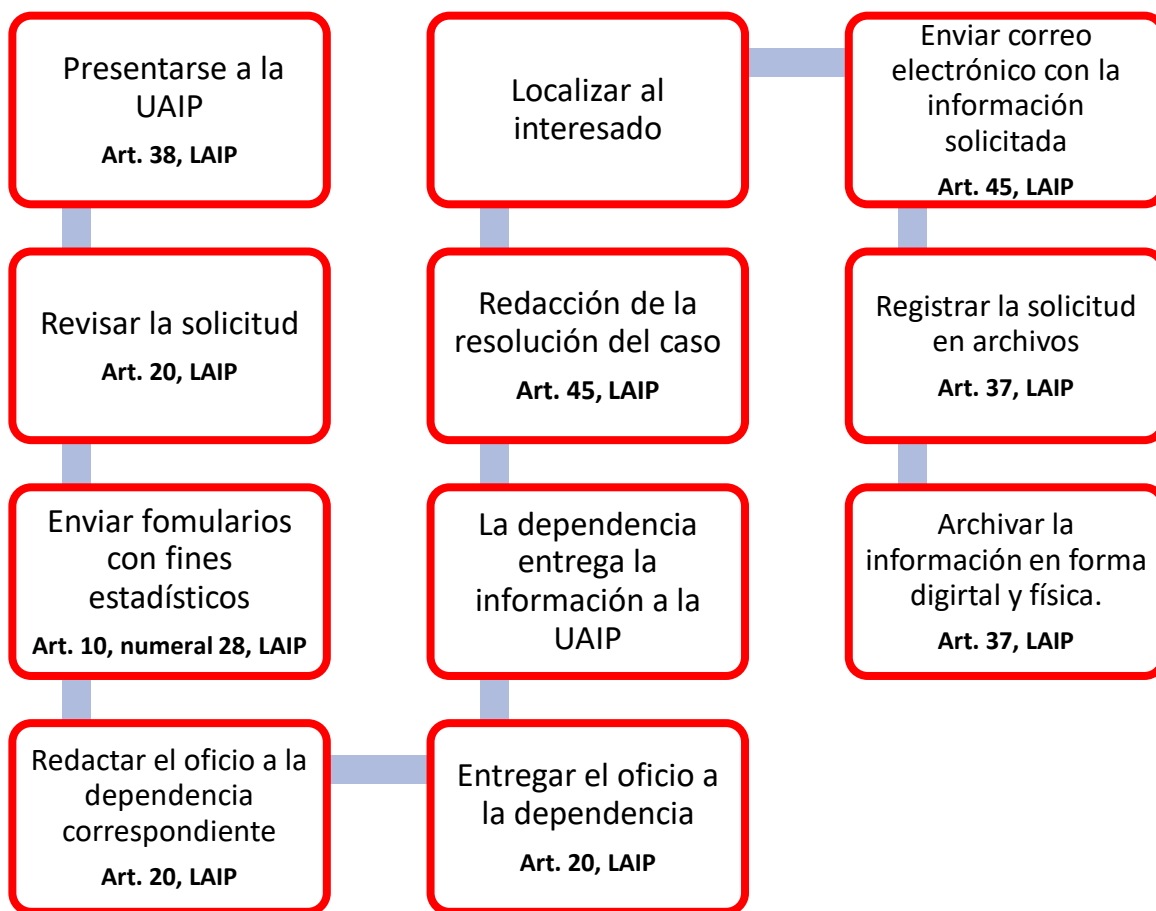 Presentarse a la
UAIP
Art. 38, LAIP
Revisar la solicitud
Art. 20, LAIP
Enviar fomularios
con fines
estadísticos
Art. 10, numeral 28, LAIP
Redactar el oficio a la
dependencia
correspondiente
Art. 20, LAIP
Entregar el oficio a
la dependencia
Art. 20, LAIP
La dependencia
entrega la
información a la
UAIP
Redacción de la
resolución del caso
Art. 45, LAIP
Localizar al
interesado
Enviar correo
electrónico con la
información
solicitada
Art. 45, LAIP
Registrar la solicitud
en archivos
Art. 37, LAIP
Archivar la
información en forma
digirtal y física.
Art. 37, LAIP